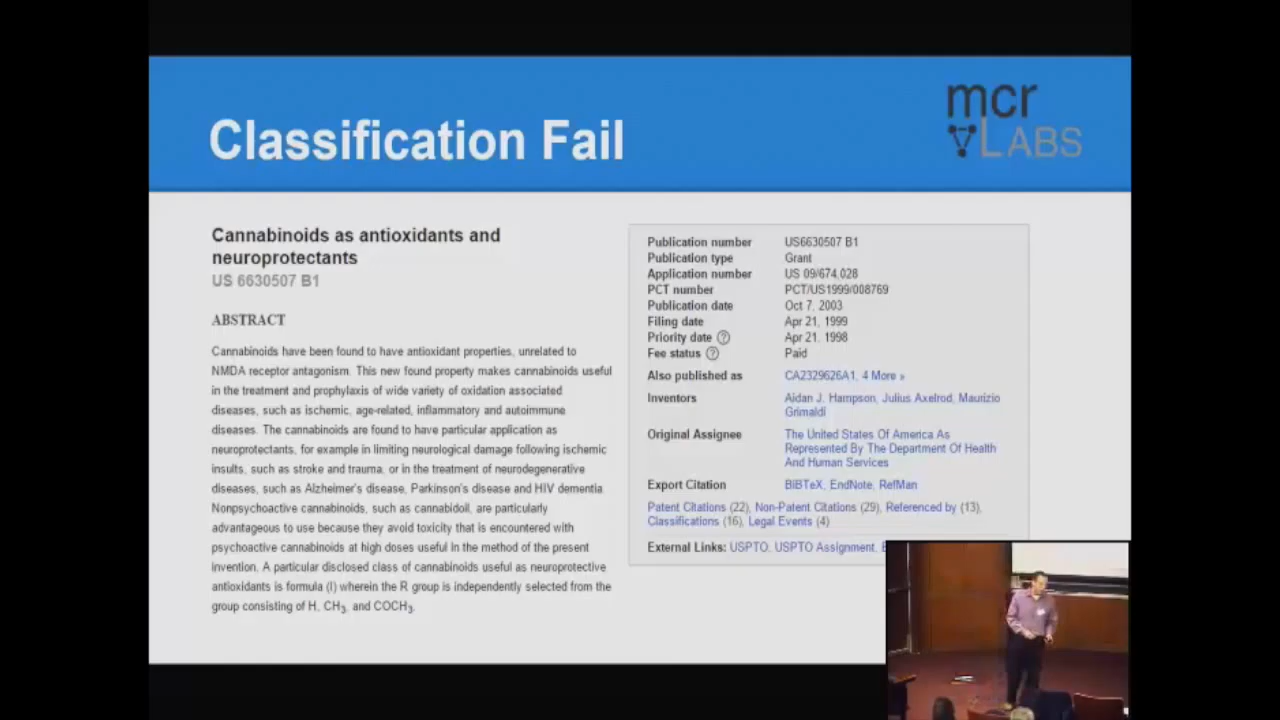 Classification Fail
mcr
LABS
Cannabinoids as antioxidants and
neuroprotectants
US 6630507 B1
ABSTRACT
Cannabinoids have been found to have antioxidant properties, unrelated to
NMDA receptor antagonism. This new found property makes cannabinoids useful
in the treatment and prophylaxis of wide variety of oxidation associated
diseases, such as ischemic, age-related, inflammatory and autoimmune
diseases. The cannabinoids are found to have particular application as
neuroprotectants, for example in limiting neurological damage following ischemic
insults, such as stroke and trauma, or in the treatment of neurodegenerative
diseases, such as Alzheimer's disease, Parkinson's disease and HIV dementia.
Nonpsychoactive cannabinoids, such as cannabidoil, are particularly
advantageous to use because they avoid toxicity that is encountered with
psychoactive cannabinoids at high doses useful in the method of the present
invention. A particular disclosed class of cannabinoids useful as neuroprotective
antioxidants is formula (I) wherein the R group is independently selected from the
group consisting of H, CH3, and COCH3.
Publication number US6630507 B1
Publication type Grant
Application number US 09/674,028
PCT number PCT/US1999/008769
Publication date Oct 7, 2003
Filing date Apr 21, 1999
Priority date ? Apr 21, 1998
Fee status ? Paid
Also published as CA2329626A1, 4 More »
Inventors Aidan J. Hampson, Julius Axelrod, Maurizio
Grimaldi
Original Assignee The United States Of America As
Represented By The Department Of Health
And Human Services
Export Citation BiBTeX, EndNote, RefMan
Patent Citations (22), Non-Patent Citations (29), Referenced by (13),
Classifications (16), Legal Events (4)
External Links: USPTO, USPTO Assignment,